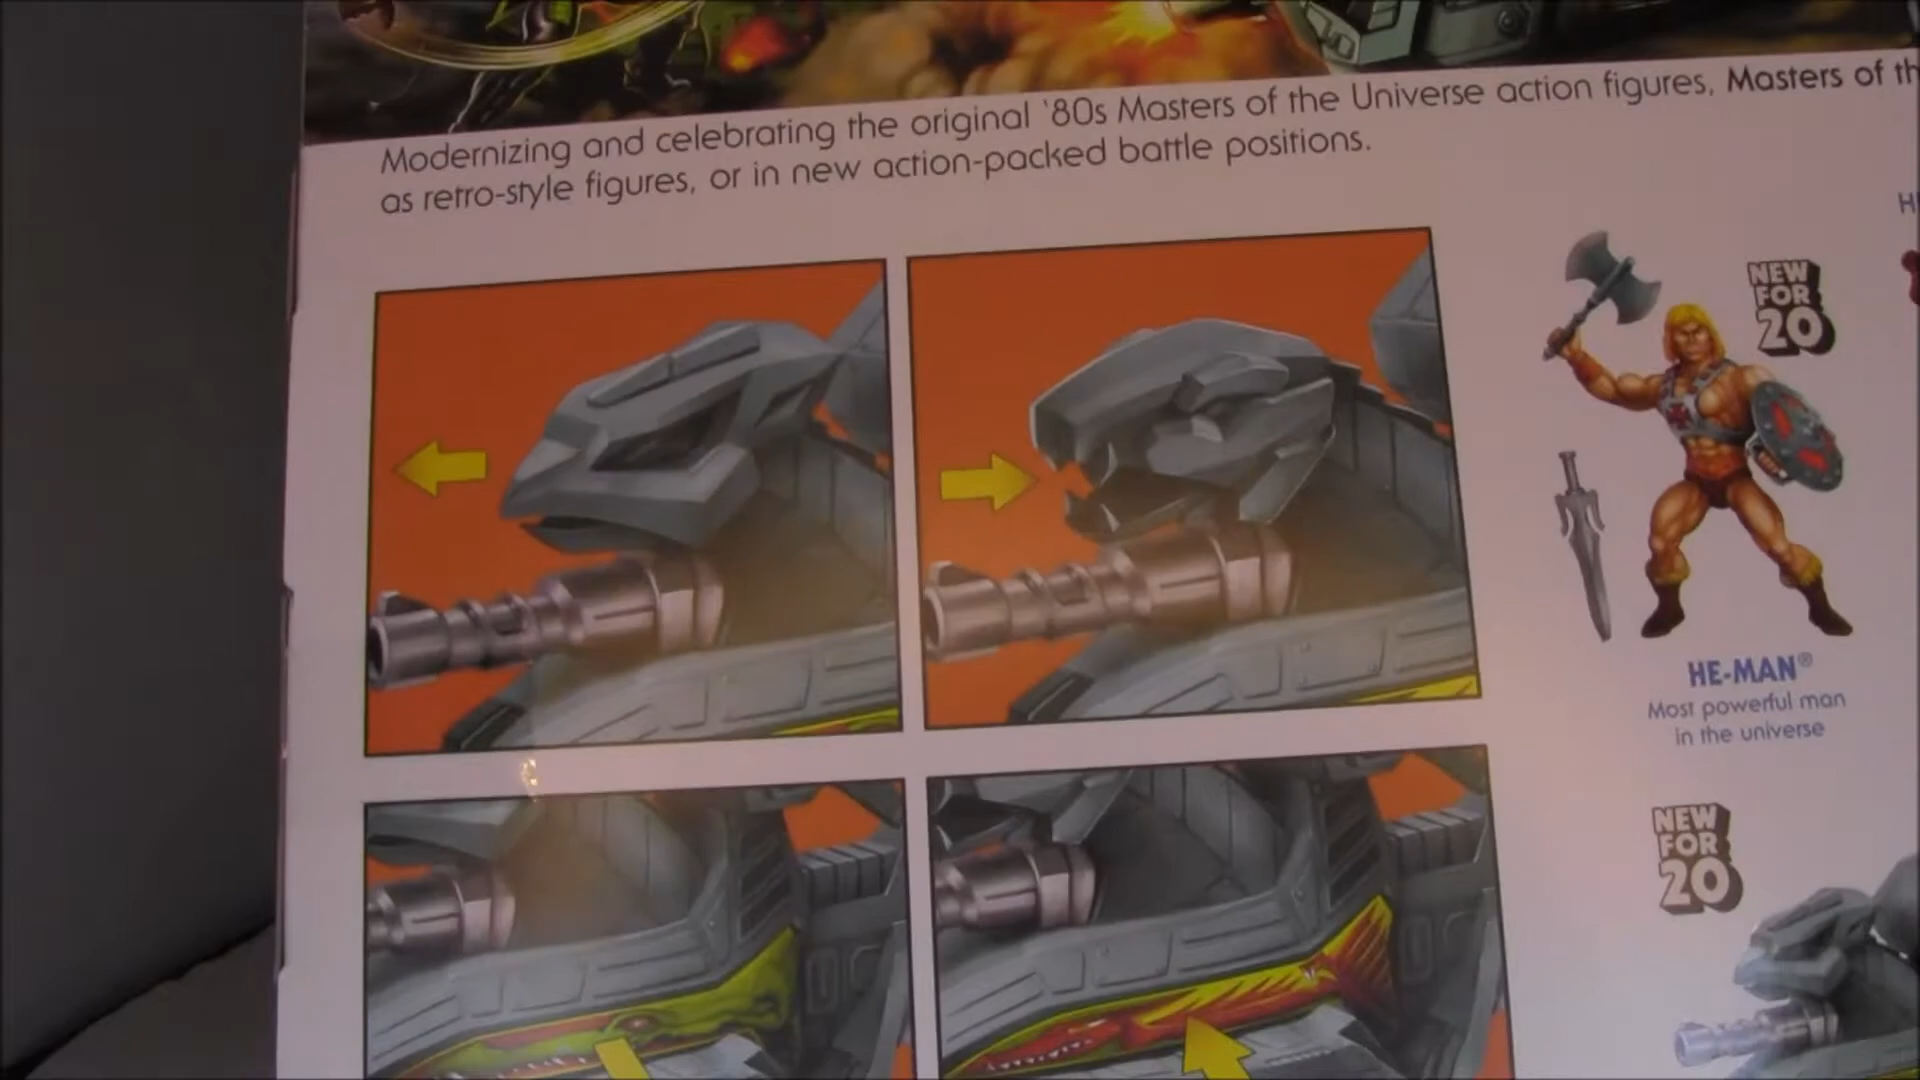 Modernizing and celebrating the original '80s Masters of the Universe action figures, Masters of th
as retro-style figures, or in new action-packed battle positions.
H
NEW
FOR
20
HE-MAN®
Most powerful man
in the universe
NEW
FOR
20